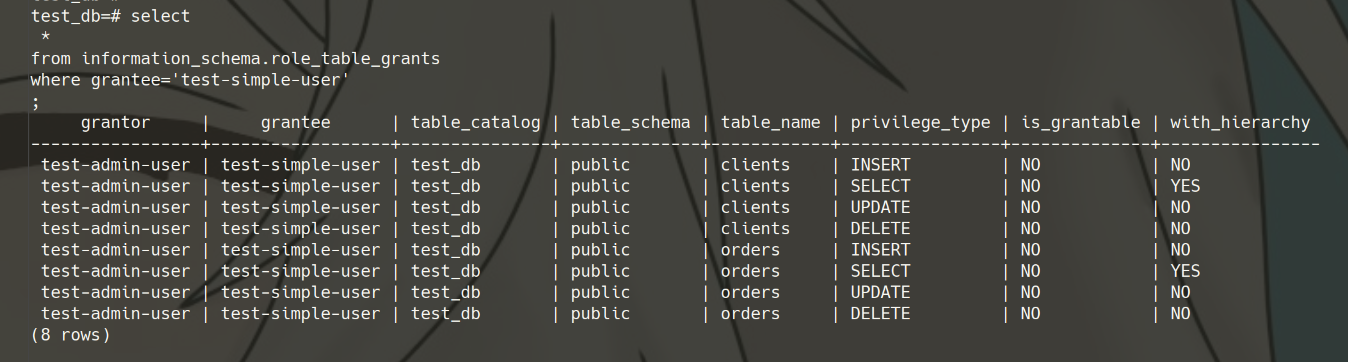 test_db=# select
 *
from information_schema.role_table_grants
where grantee='test-simple-user'
;
     grantor     |     grantee      | table_catalog | table_schema | table_name | privilege_type | is_grantable | with_hierarchy
-----------------+------------------+---------------+--------------+------------+----------------+--------------+----------------
 test-admin-user | test-simple-user | test_db       | public       | clients    | INSERT         | NO           | NO
 test-admin-user | test-simple-user | test_db       | public       | clients    | SELECT         | NO           | YES
 test-admin-user | test-simple-user | test_db       | public       | clients    | UPDATE         | NO           | NO
 test-admin-user | test-simple-user | test_db       | public       | clients    | DELETE         | NO           | NO
 test-admin-user | test-simple-user | test_db       | public       | orders     | INSERT         | NO           | NO
 test-admin-user | test-simple-user | test_db       | public       | orders     | SELECT         | NO           | YES
 test-admin-user | test-simple-user | test_db       | public       | orders     | UPDATE         | NO           | NO
 test-admin-user | test-simple-user | test_db       | public       | orders     | DELETE         | NO           | NO
(8 rows)